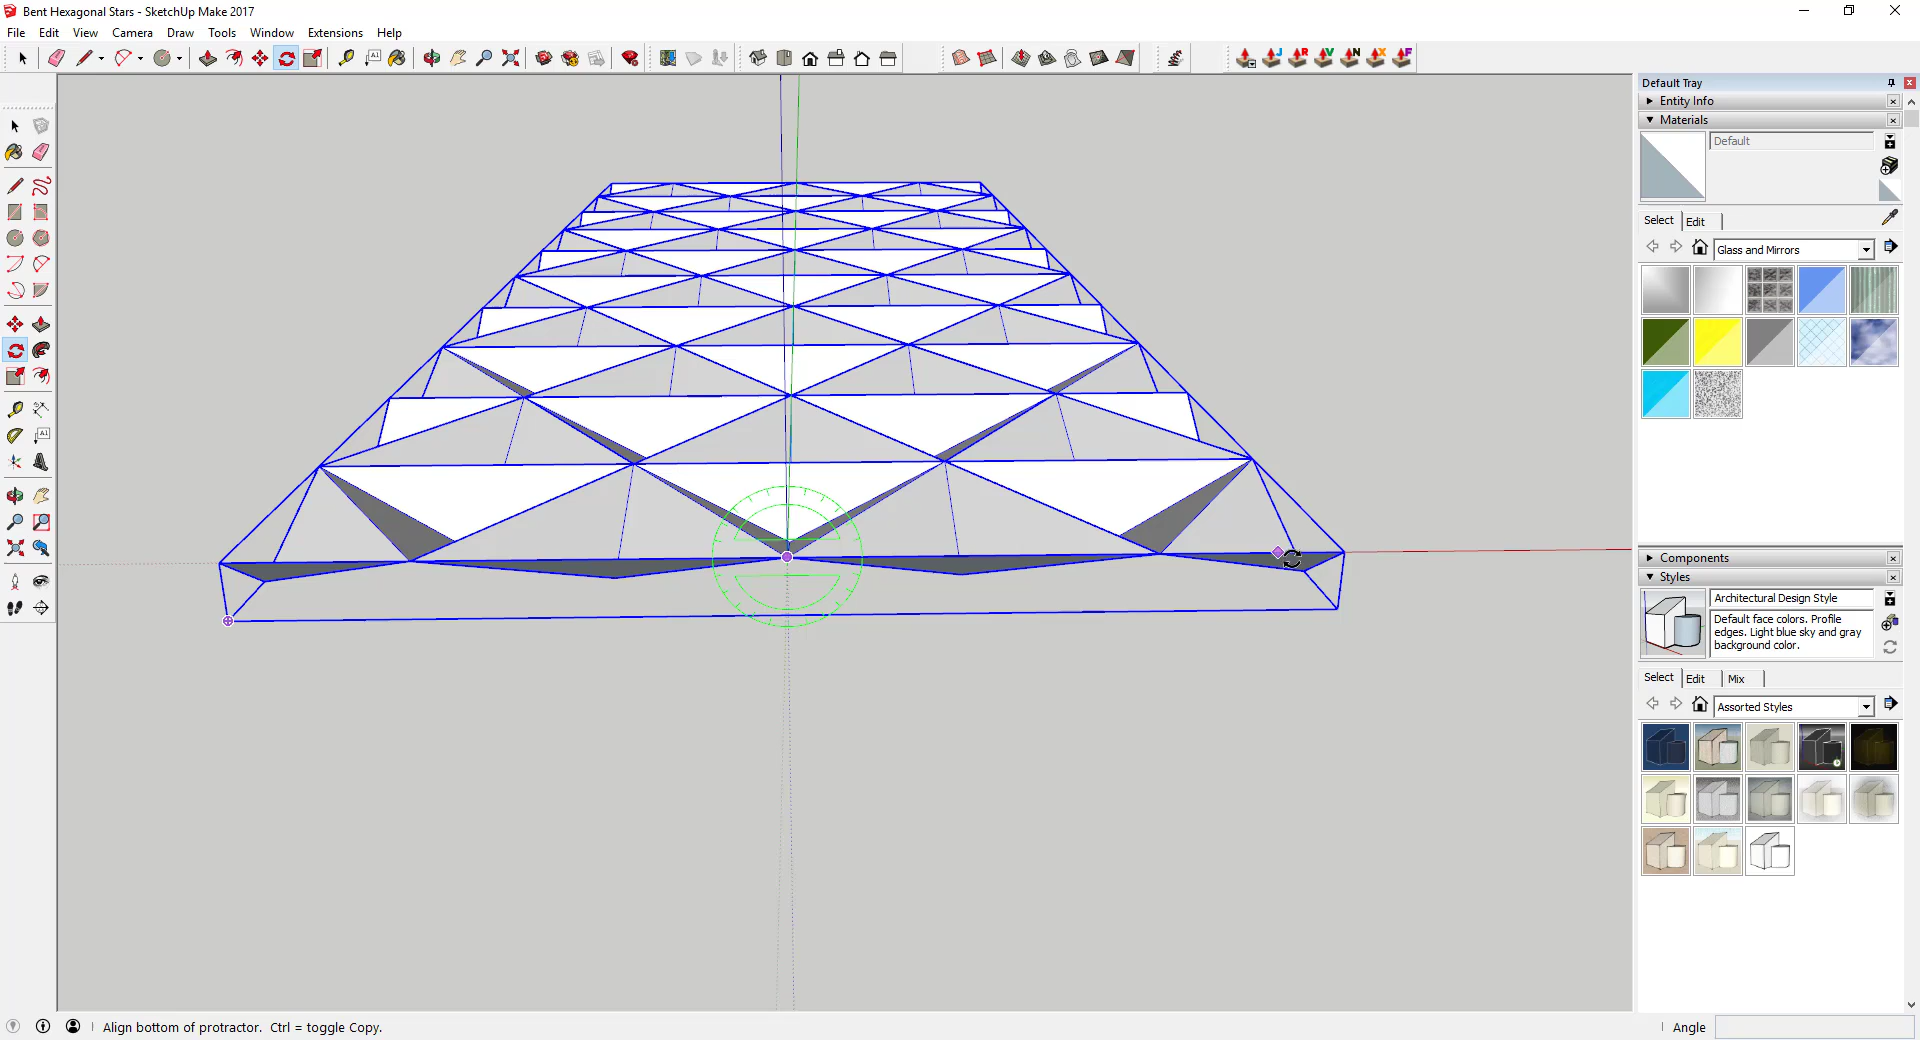 Bent Hexagonal Stars - SketchUp Make 2017
File Edit View Camera Draw Tools Window Extensions Help
J R V N X F
Default Tray
Entity Info
Materials
Default
Select Edit
Glass and Mirrors
Components
Styles
Architectural Design Style
Default face colors. Profile
edges. Light blue sky and gray
background color.
Select Edit Mix
Assorted Styles
A1
A1
Align bottom of protractor. Ctrl = toggle Copy.
Angle